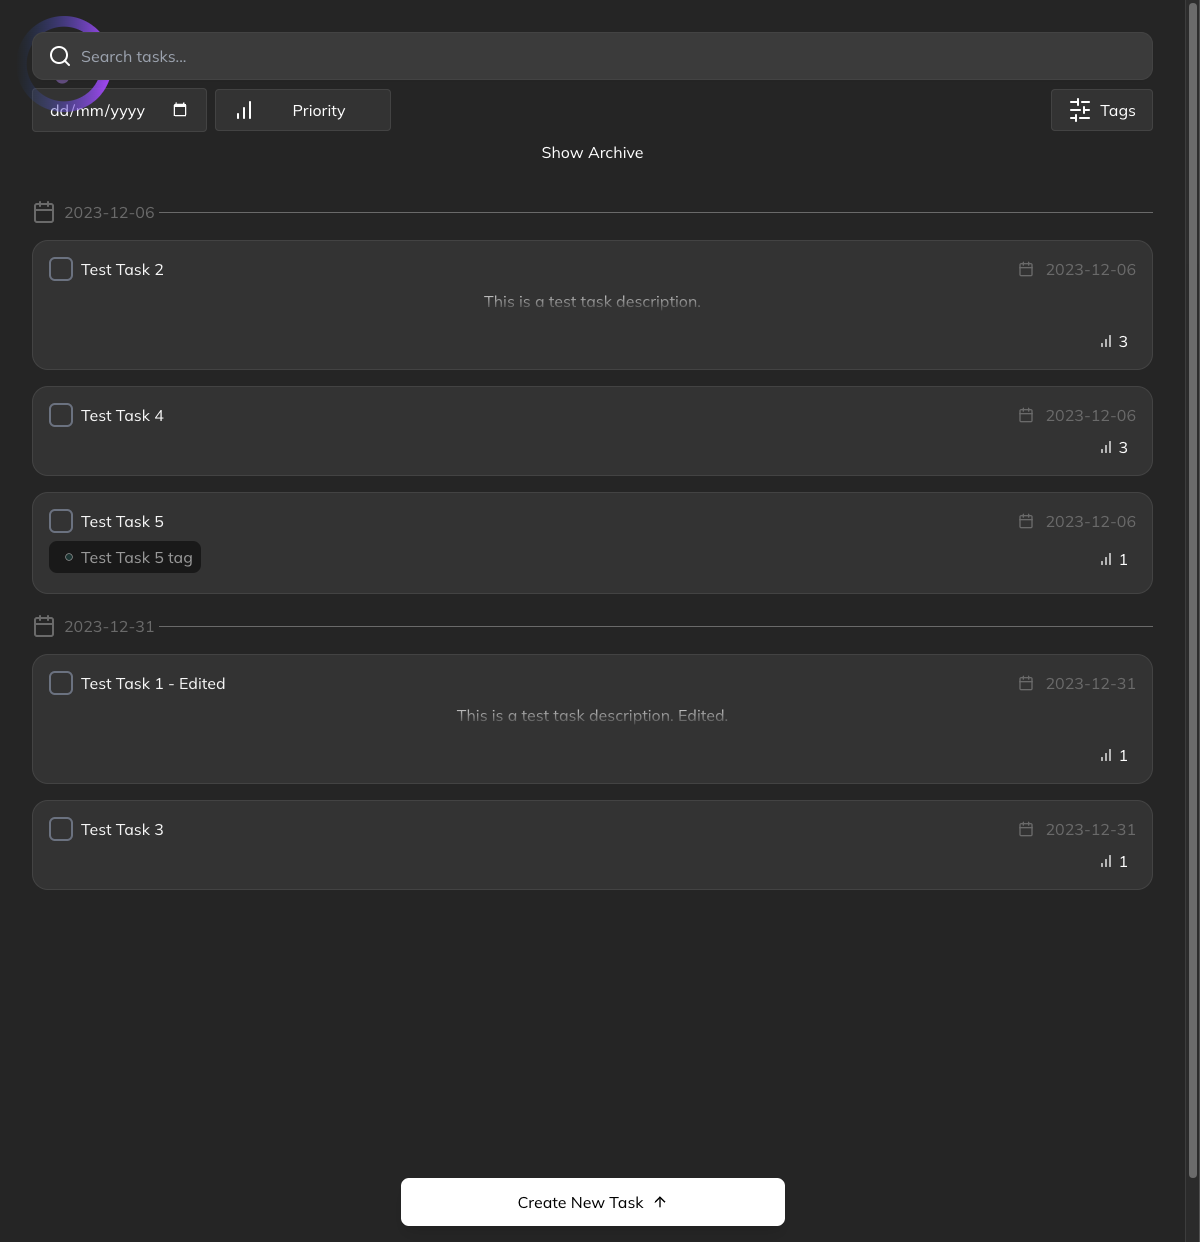 Search tasks...
dd/mm/yyyy
Priority
Tags
Show Archive
2023-12-06
Test Task 2
2023-12-06
This is a test task description.
3
Test Task 4
2023-12-06
3
Test Task 5
2023-12-06
Test Task 5 tag
1
2023-12-31
Test Task 1 - Edited
2023-12-31
This is a test task description. Edited.
1
Test Task 3
2023-12-31
1
Create New Task